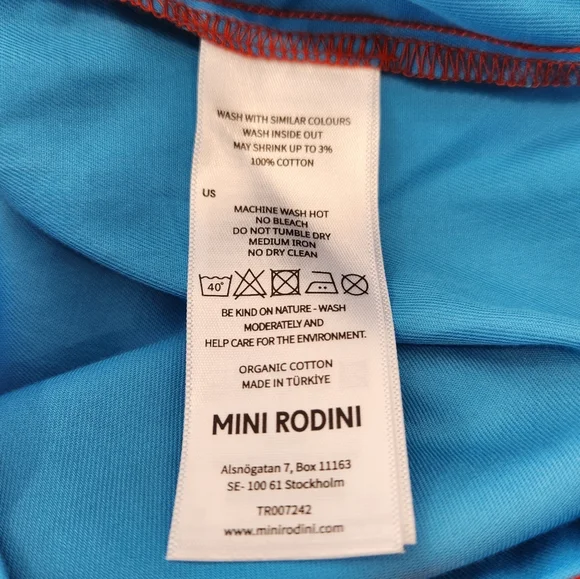 WASH WITH SIMILAR COLOURS
WASH INSIDE OUT
MAY SHRINK UP TO 3%
100% COTTON
US
MACHINE WASH HOT
NO BLEACH
DO NOT TUMBLE DRY
MEDIUM IRON
NO DRY CLEAN
40°
BE KIND ON NATURE - WASH
MODERATELY AND
HELP CARE FOR THE ENVIRONMENT.
ORGANIC COTTON
MADE IN TÜRKİYE
MINI RODINI
Alsnögatan 7, Box 11163
SE- 100 61 Stockholm
TR007242
www.minirodini.com